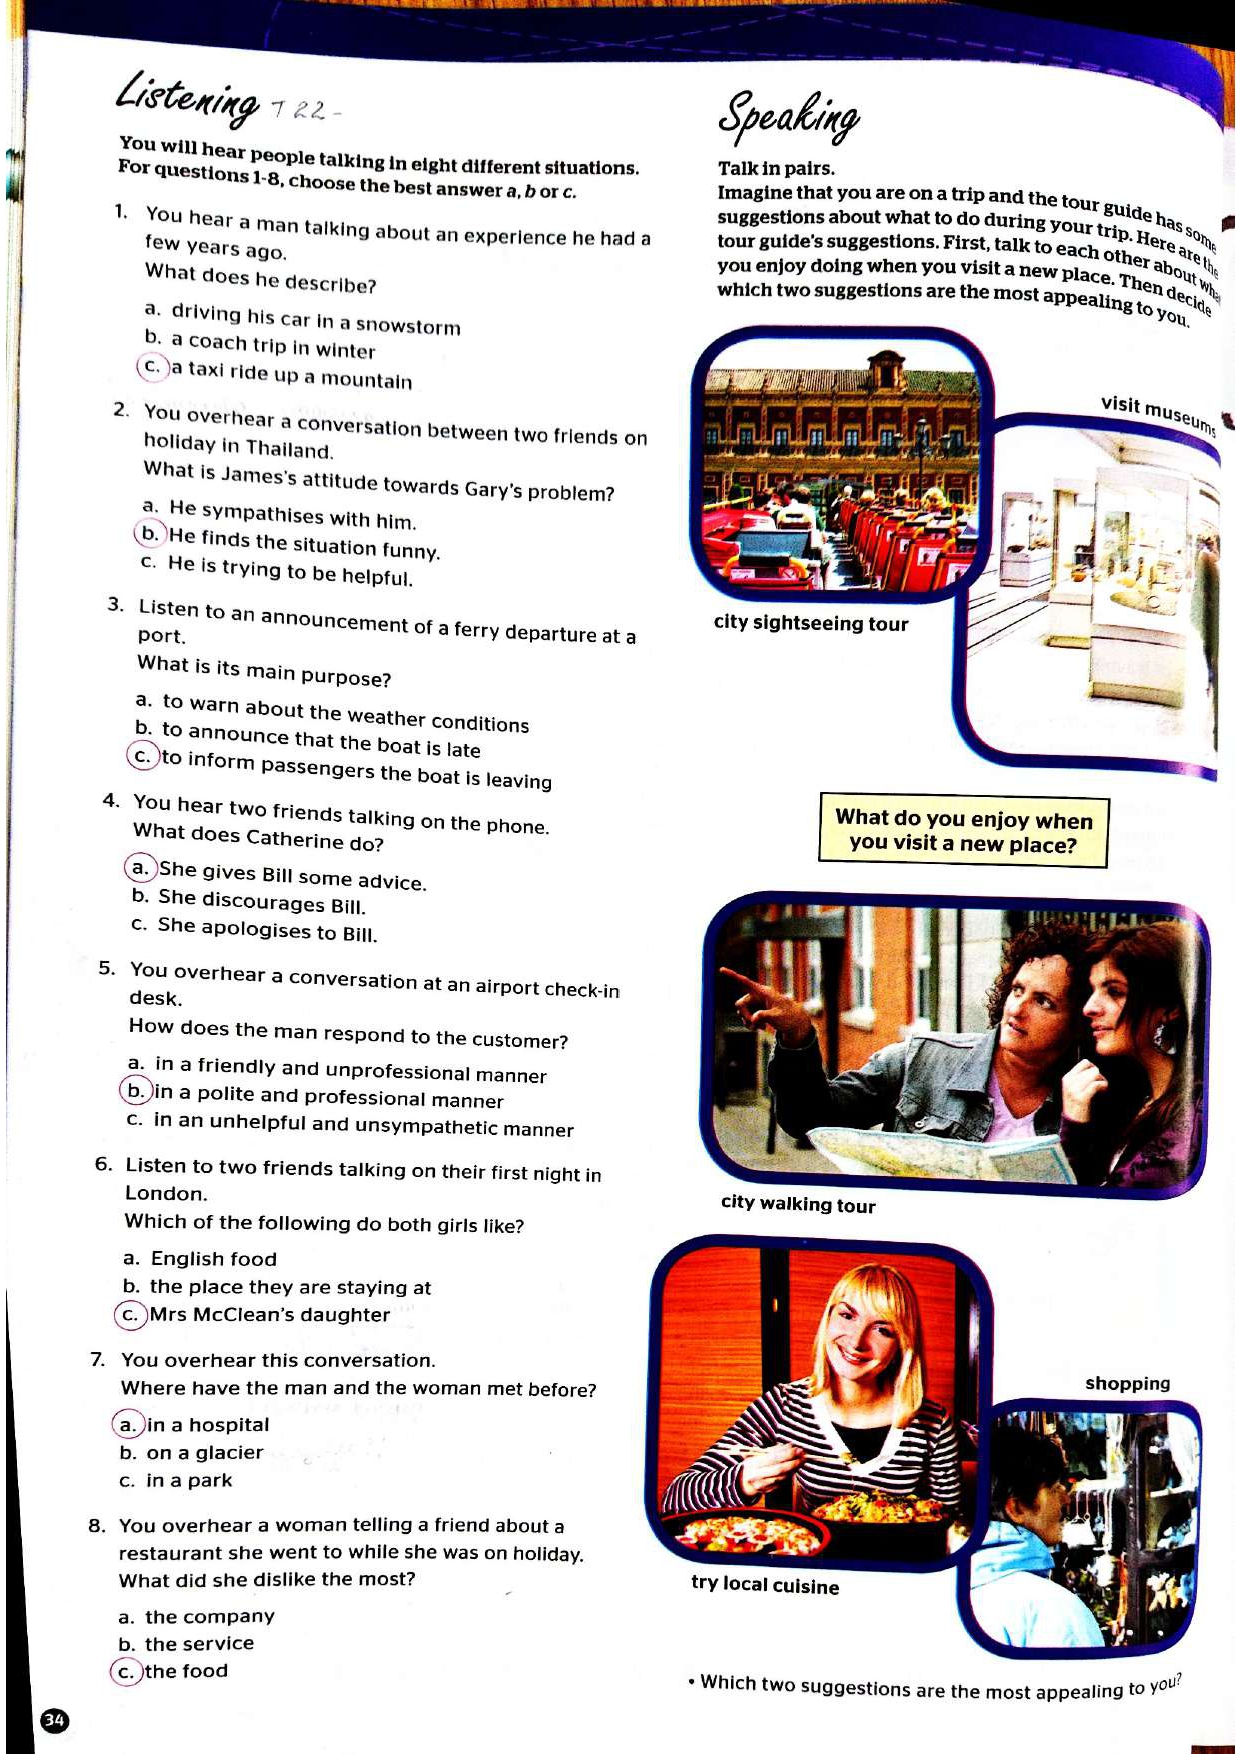 Listening T 22 -
You will hear people talking in eight different situations.
For questions 1-8, choose the best answer a, b or c.
1. You hear a man talking about an experience he had a
few years ago.
What does he describe?
a. driving his car in a snowstorm
b. a coach trip in winter
c. a taxi ride up a mountain
2. You overhear a conversation between two friends on
holiday in Thailand.
What is James's attitude towards Gary's problem?
a. He sympathises with him.
b. He finds the situation funny.
c. He is trying to be helpful.
3. Listen to an announcement of a ferry departure at a
port.
What is its main purpose?
a. to warn about the weather conditions
b. to announce that the boat is late
c. to inform passengers the boat is leaving
4. You hear two friends talking on the phone.
What does Catherine do?
a. She gives Bill some advice.
b. She discourages Bill.
c. She apologises to Bill.
5. You overhear a conversation at an airport check-in
desk.
How does the man respond to the customer?
a. in a friendly and unprofessional manner
b. in a polite and professional manner
c. in an unhelpful and unsympathetic manner
6. Listen to two friends talking on their first night in
London.
Which of the following do both girls like?
a. English food
b. the place they are staying at
c. Mrs McClean's daughter
7. You overhear this conversation.
Where have the man and the woman met before?
a. in a hospital
b. on a glacier
c. in a park
8. You overhear a woman telling a friend about a
restaurant she went to while she was on holiday.
What did she dislike the most?
a. the company
b. the service
c. the food
34
Speaking
Talk in pairs.
Imagine that you are on a trip and the tour guide has some
suggestions about what to do during your trip. Here are the
tour guide's suggestions. First, talk to each other about what
you enjoy doing when you visit a new place. Then decide
which two suggestions are the most appealing to you.
visit museums
city sightseeing tour
What do you enjoy when
you visit a new place?
city walking tour
shopping
try local cuisine
• Which two suggestions are the most appealing to you?